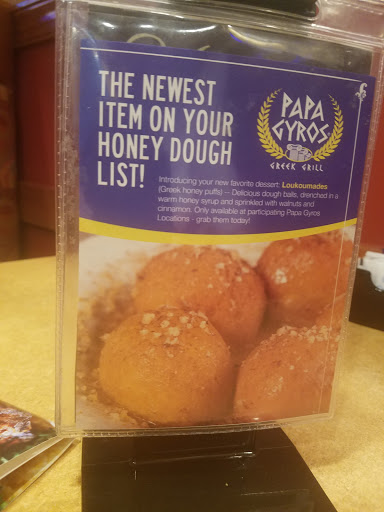 THE NEWEST
ITEM ON YOUR
HONEY DOUGH
LIST!
PAPA
GYROS
GREEK GRILL
Introducing your new favorite dessert: Loukoumades
(Greek honey puffs) — Delicious dough balls, drenched in a
warm honey syrup and sprinkled with walnuts and
cinnamon. Only available at participating Papa Gyros
Locations - grab them today!